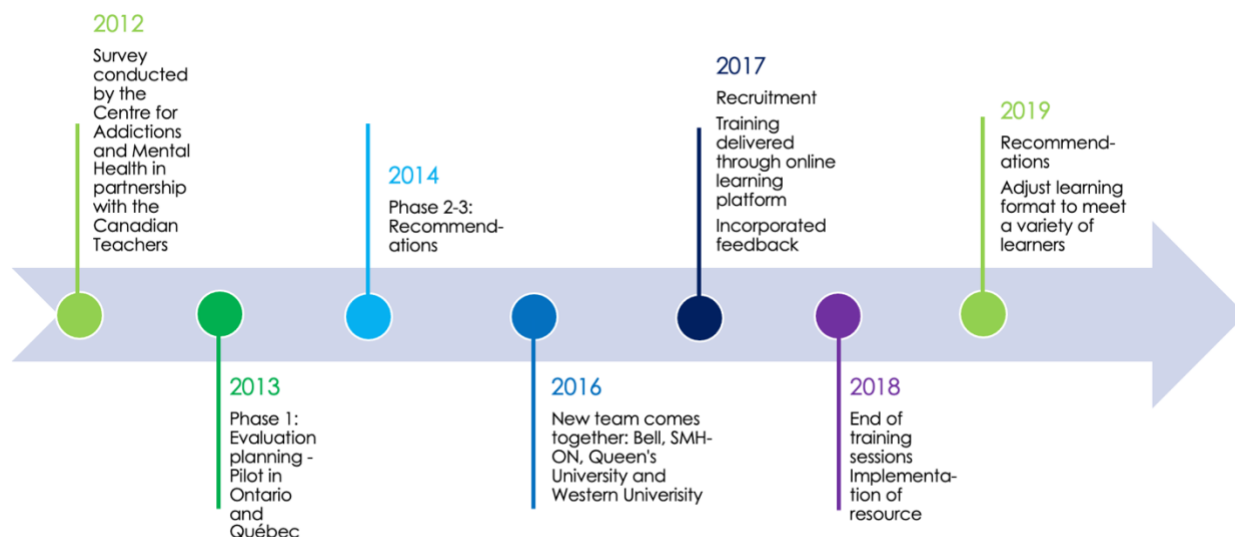 2012
Survey
conducted
by the
Centre for
Addictions
and Mental
Health in
partnership
with the
Canadian
Teachers
2013
Phase 1:
Evaluation
planning -
Pilot in
Ontario
and
Québec
2014
Phase 2-3:
Recommend-
ations
2016
New team comes
together: Bell, SMH-
ON, Queen's
University and
Western Univerisity
2017
Recruitment
Training
delivered
through online
learning
platform
Incorporated
feedback
2018
End of
training
sessions
Implementa-
tion of
resource
2019
Recommend-
ations
Adjust learning
format to meet
a variety of
learners